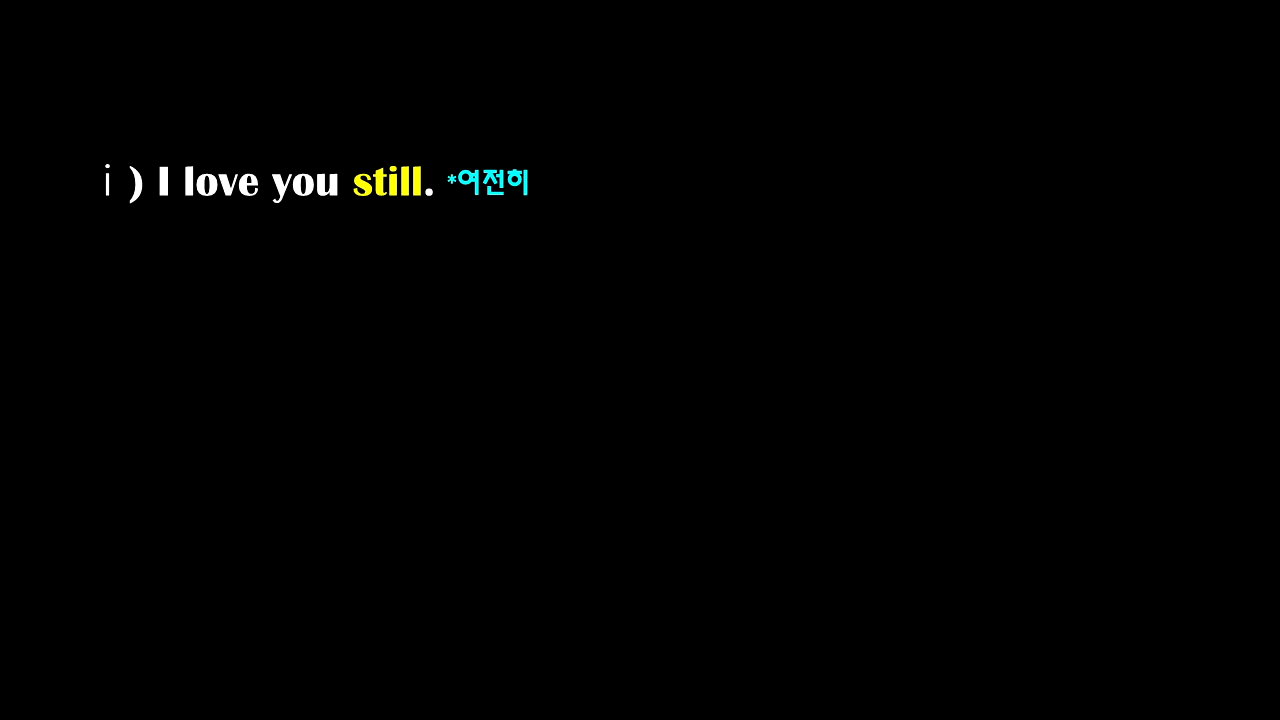 ⅰ) I love you still. *여전히